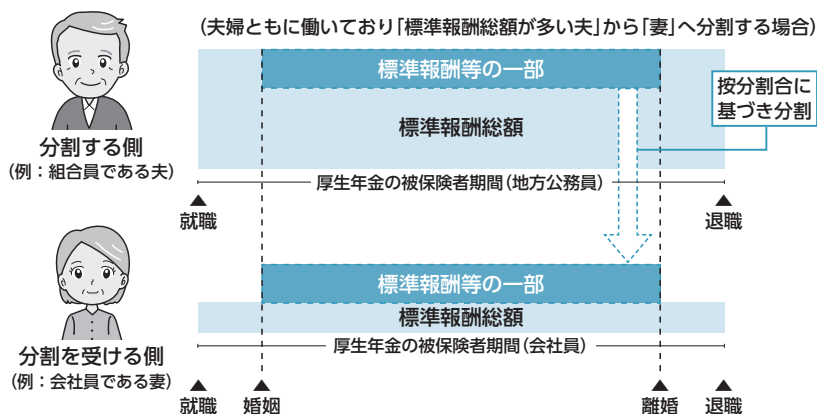 (夫婦ともに働いており「標準報酬総額が多い夫」から「妻」へ分割する場合)
標準報酬等の一部
按分割合に
基づき分割
標準報酬総額
分割する側
(例:組合員である夫)
厚生年金の被保険者期間(地方公務員)
▲ ▲
就職 退職
標準報酬等の一部
標準報酬総額
分割を受ける側
(例:会社員である妻)
厚生年金の被保険者期間(会社員)
▲ ▲ ▲ ▲
就職 婚姻 離婚 退職